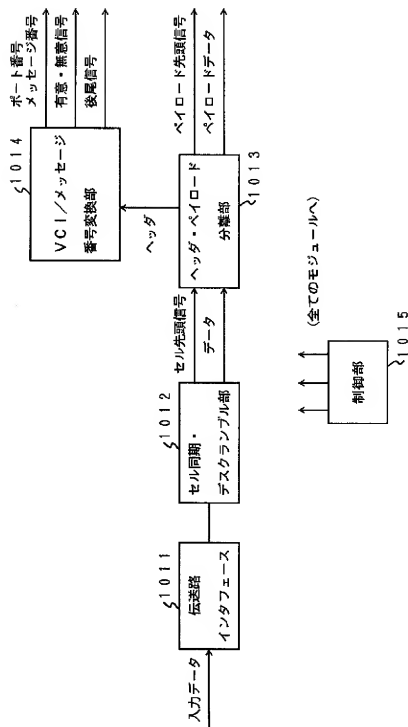 入力データ
1011
伝送路
インタフェース
1012
セル同期・
デスクランブル部
セル先頭信号
データ
1013
ヘッダ・ペイロード
分離部
ペイロード先頭信号
ペイロードデータ
ヘッダ
1014
VCI/メッセージ
番号変換部
ポート番号
メッセージ番号
有意・無意信号
後尾信号
(全てのモジュールへ)
制御部
1015